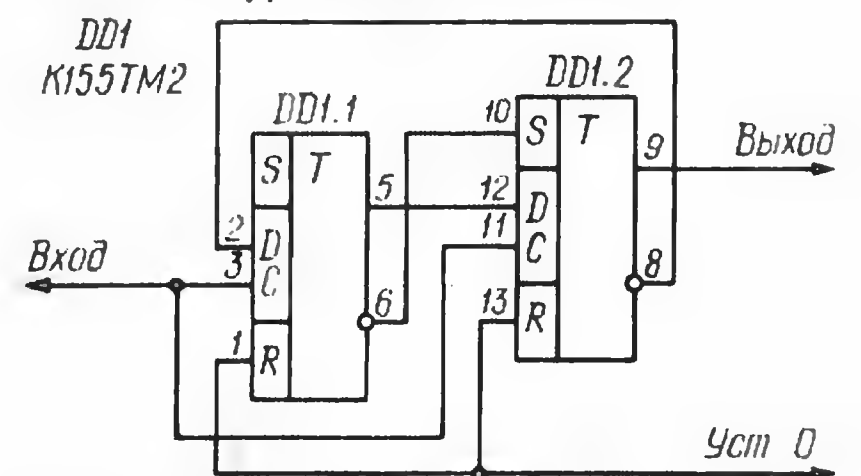 DD1
К155ТМ2
DD1.1
DD1.2
S T
D
C
R
2
3
1
5
6
10
12
11
13
S T
D
C
R
9
8
Вход
Выход
Уст 0